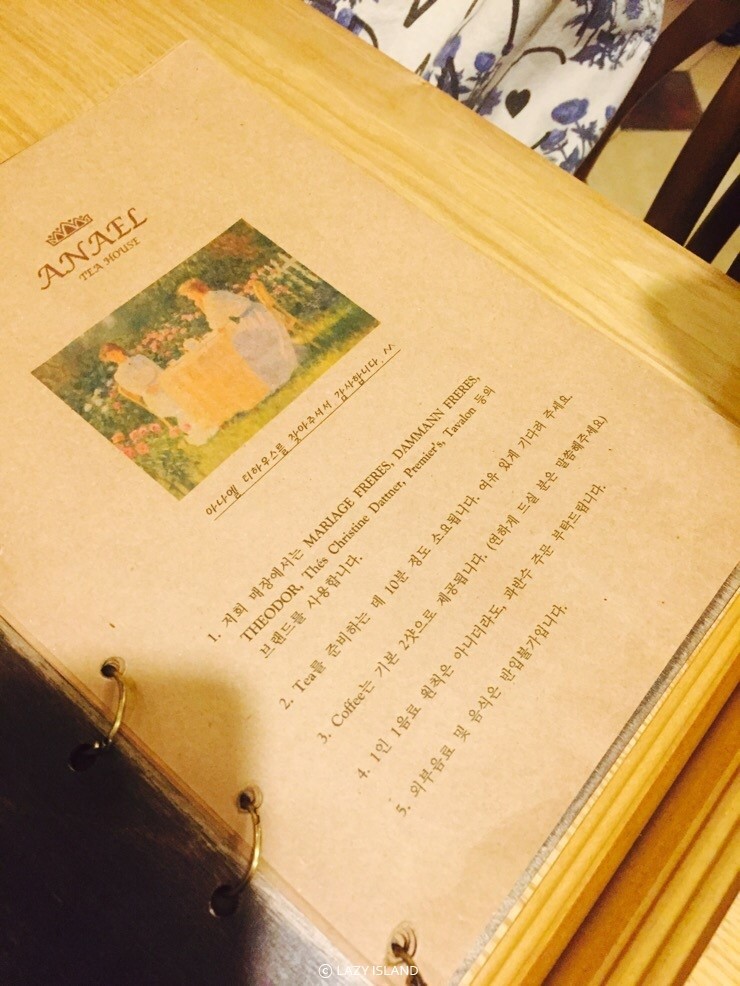 ANAEL
TEA HOUSE
아나엘 티하우스를 찾아주셔서 감사합니다. ^^
1. 저희 매장에서는 MARIAGE FRERES, DAMMANN FRERES,
THEODOR, Thés Christine Dattner, Premier's, Tavalon 등의
브랜드를 사용합니다.
2. Tea를 준비하는 데 10분 정도 소요됩니다. 여유 있게 기다려 주세요.
3. Coffee는 기본 2샷으로 제공됩니다. (연하게 드실 분은 말씀해주세요)
4. 1인 1음료 원칙은 아니더라도, 과반수 주문 부탁드립니다.
5. 외부음료 및 음식은 반입불가입니다.
© LAZY ISLAND